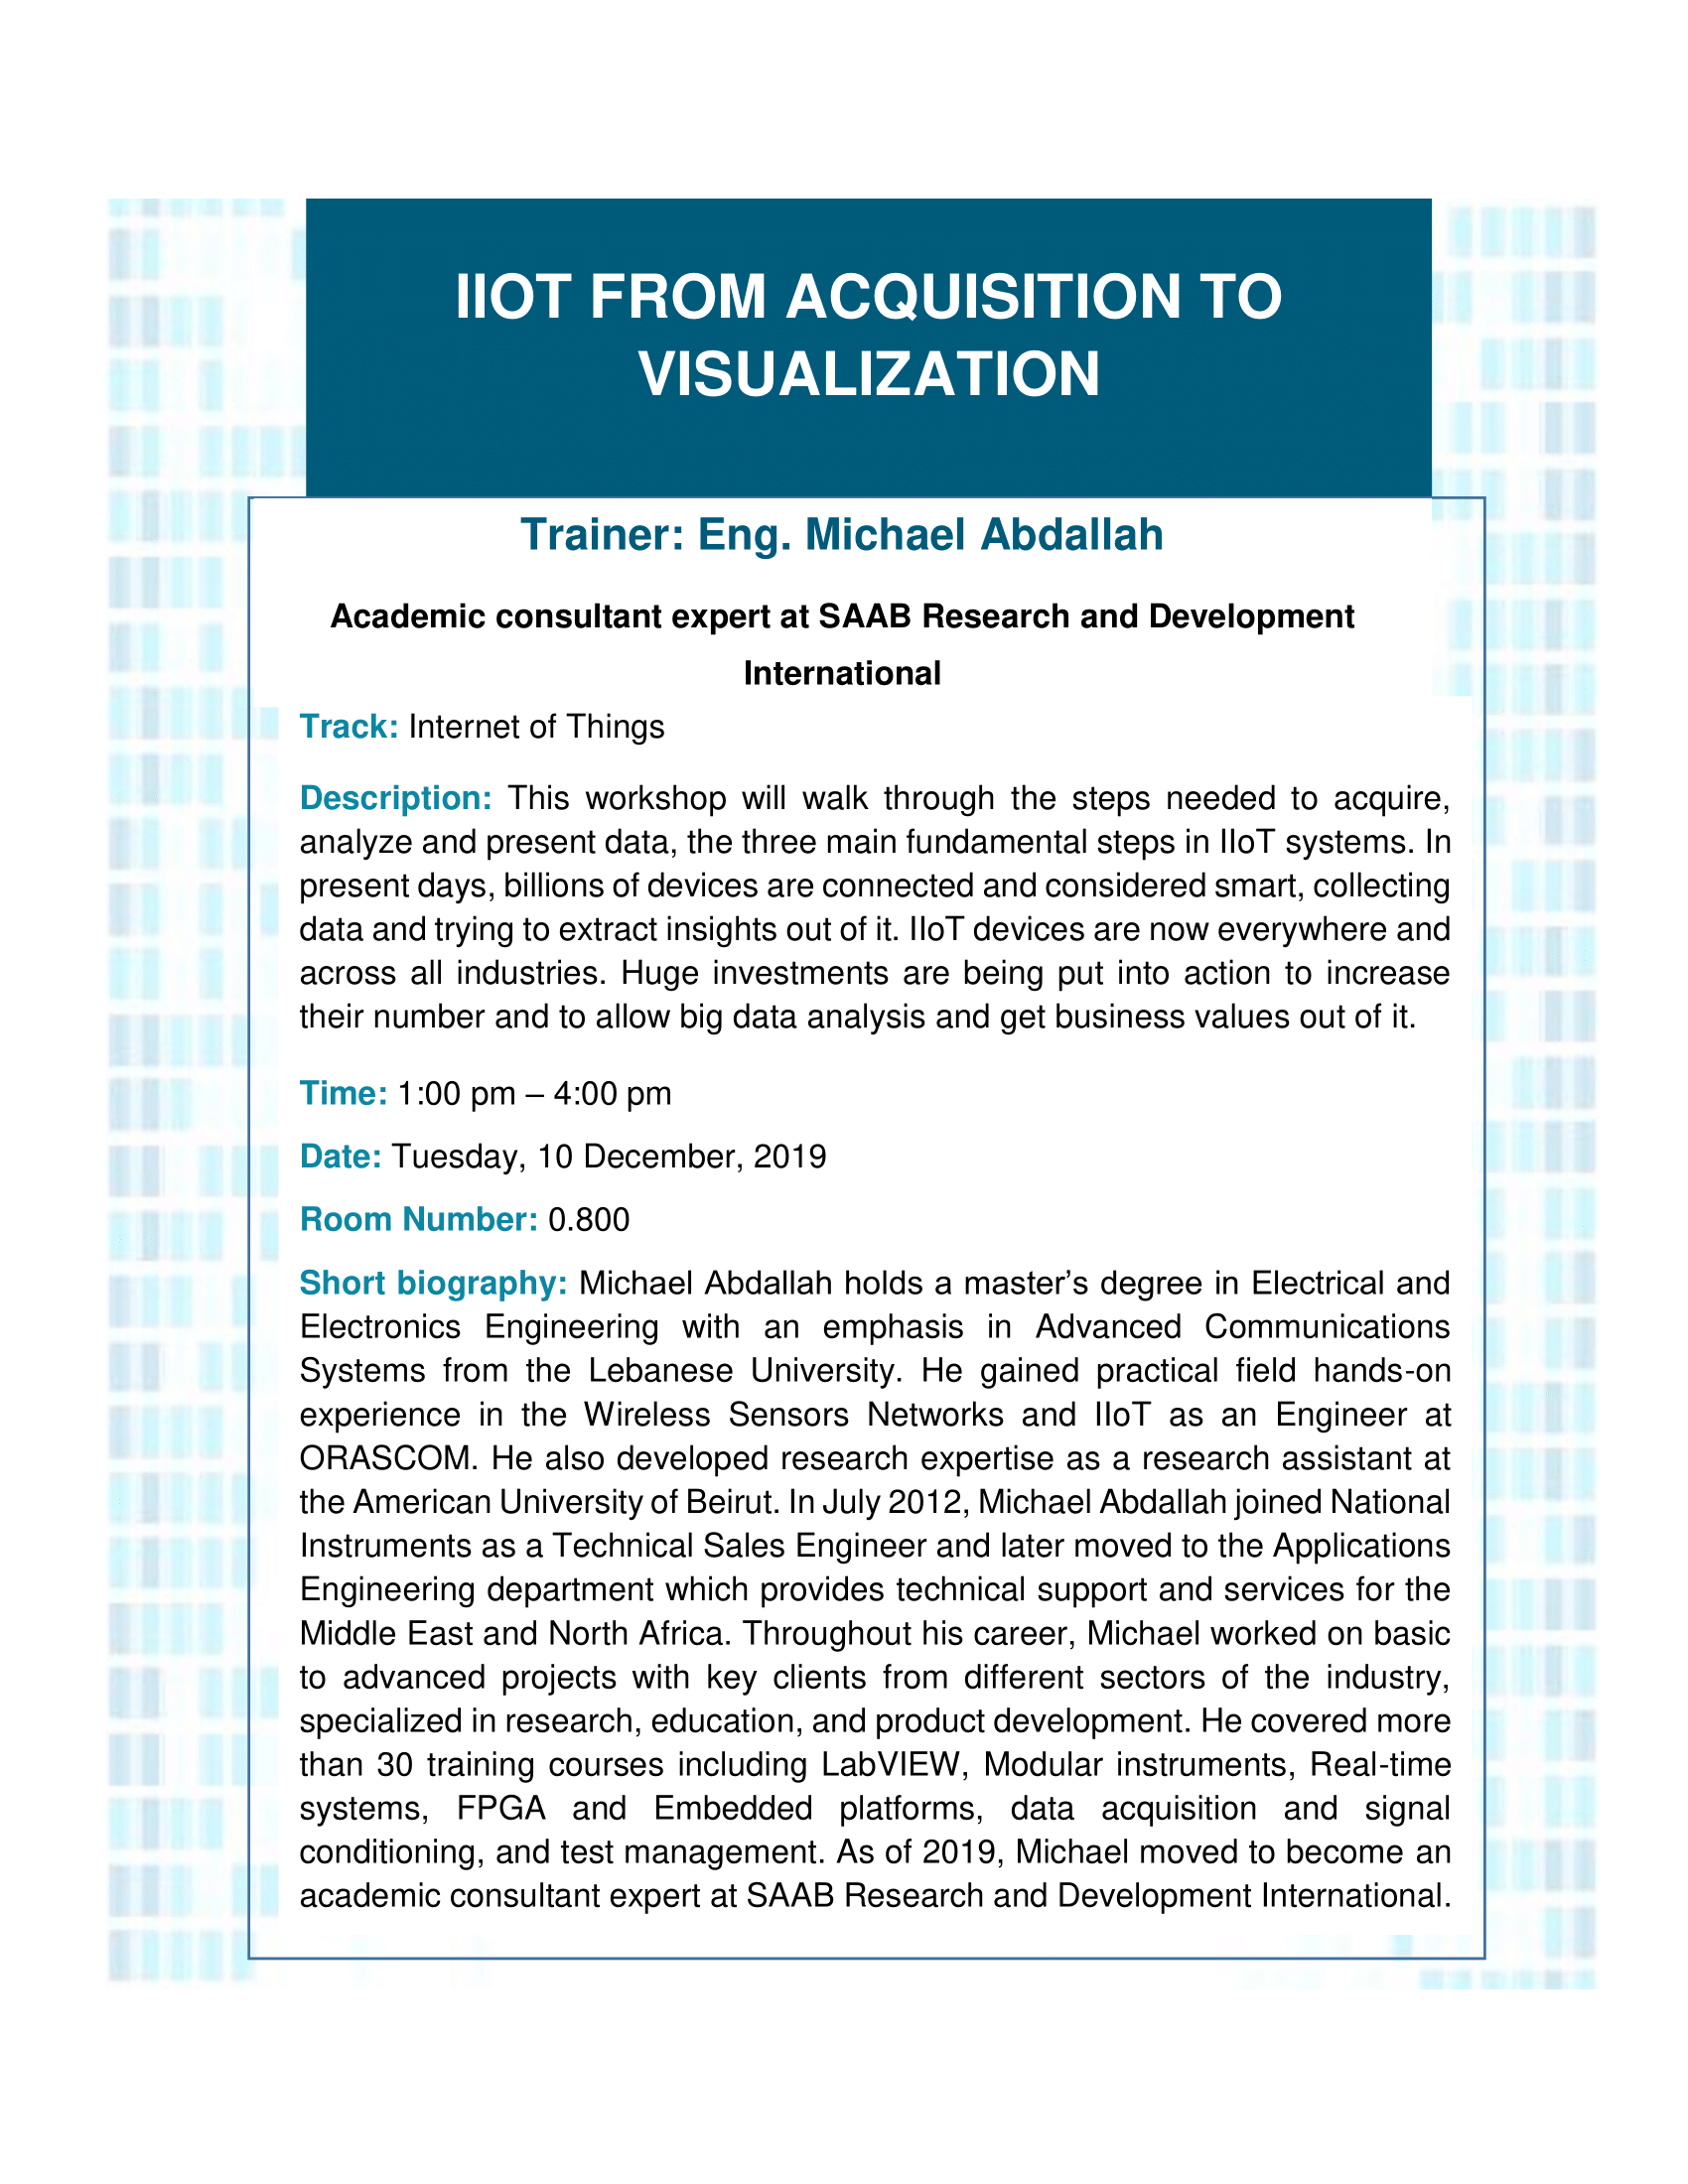 IIOT FROM ACQUISITION TO
VISUALIZATION
Trainer: Eng. Michael Abdallah
Academic consultant expert at SAAB Research and Development
International
Track: Internet of Things
Description: This workshop will walk through the steps needed to acquire,
analyze and present data, the three main fundamental steps in IIoT systems. In
present days, billions of devices are connected and considered smart, collecting
data and trying to extract insights out of it. IIoT devices are now everywhere and
across all industries. Huge investments are being put into action to increase
their number and to allow big data analysis and get business values out of it.
Time: 1:00 pm – 4:00 pm
Date: Tuesday, 10 December, 2019
Room Number: 0.800
Short biography: Michael Abdallah holds a master’s degree in Electrical and
Electronics Engineering with an emphasis in Advanced Communications
Systems from the Lebanese University. He gained practical field hands-on
experience in the Wireless Sensors Networks and IIoT as an Engineer at
ORASCOM. He also developed research expertise as a research assistant at
the American University of Beirut. In July 2012, Michael Abdallah joined National
Instruments as a Technical Sales Engineer and later moved to the Applications
Engineering department which provides technical support and services for the
Middle East and North Africa. Throughout his career, Michael worked on basic
to advanced projects with key clients from different sectors of the industry,
specialized in research, education, and product development. He covered more
than 30 training courses including LabVIEW, Modular instruments, Real-time
systems, FPGA and Embedded platforms, data acquisition and signal
conditioning, and test management. As of 2019, Michael moved to become an
academic consultant expert at SAAB Research and Development International.